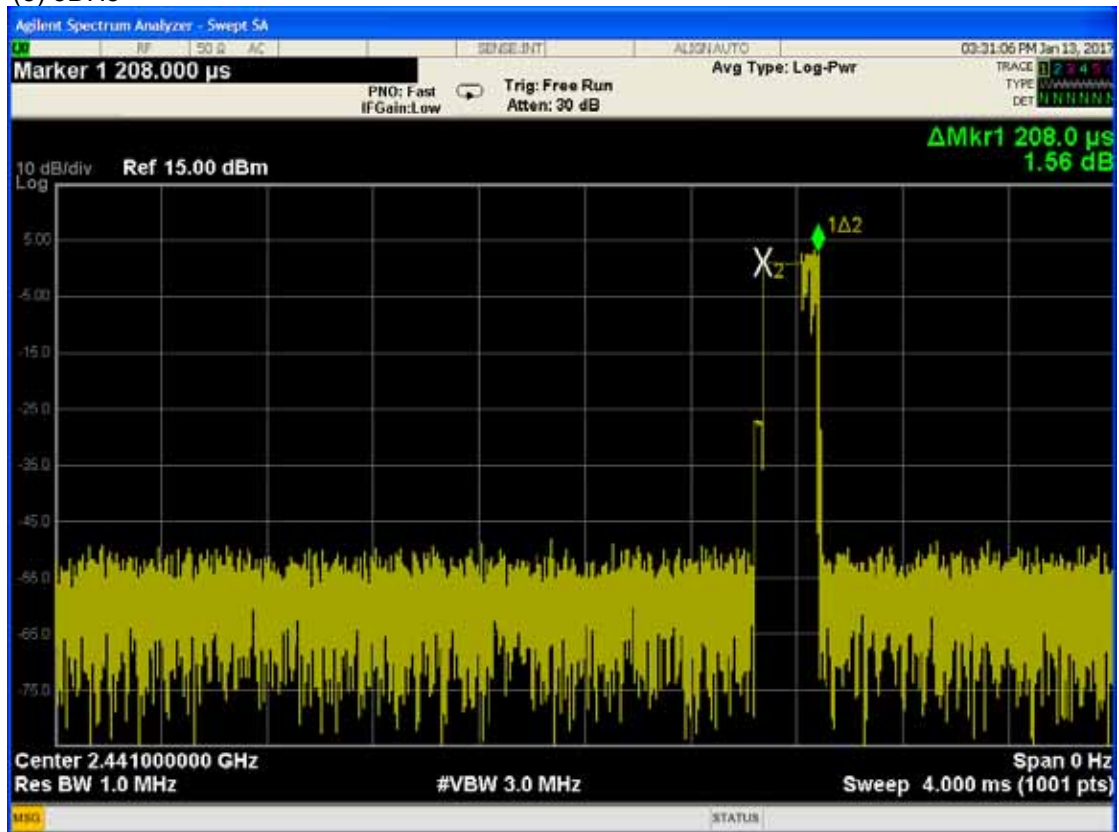 Agilent Spectrum Analyzer - Swept SA
RF 50 Ω AC SENSE:INT ALIGNAUTO 03:31:06 PM Jan 13, 2017
Marker 1 208.000 µs
Avg Type: Log-Pwr
TRACE 1 2 3 4 5
PNO: Fast
Trig: Free Run
TYPE
IFGain:Low
Atten: 30 dB
DET N N N N N N
ΔMkr1 208.0 µs
1.56 dB
10 dB/div Ref 15.00 dBm
Log
1Δ2
5.00
X2
-5.00
-15.0
-25.0
-35.0
-45.0
-55.0
-65.0
-75.0
Center 2.441000000 GHz Span 0 Hz
Res BW 1.0 MHz #VBW 3.0 MHz Sweep 4.000 ms (1001 pts)
MSG STATUS